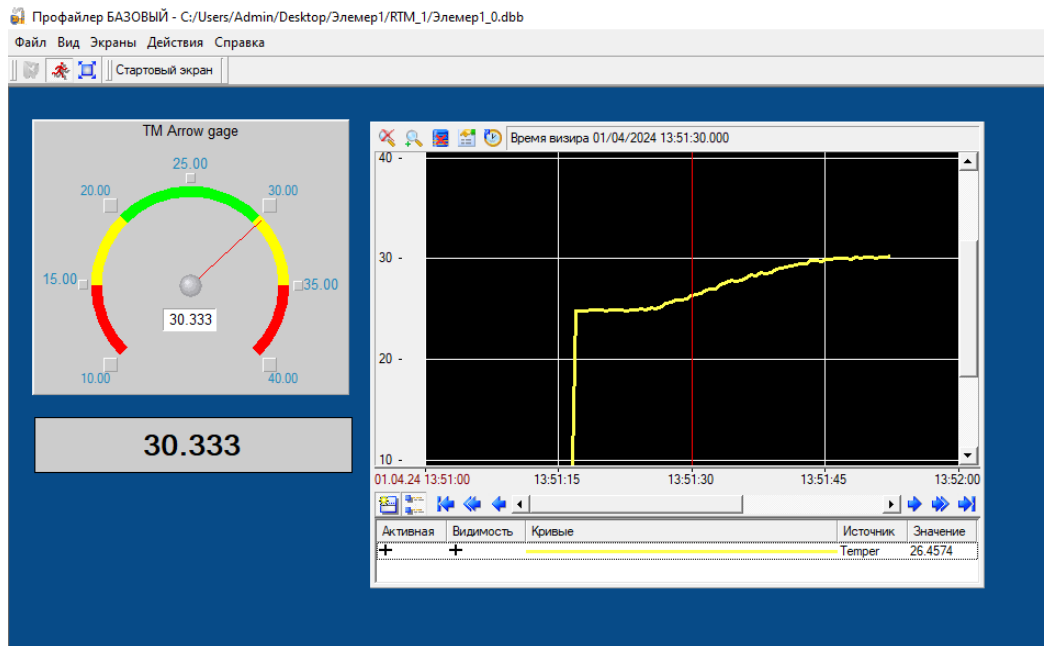 Профайлер БАЗОВЫЙ - C:/Users/Admin/Desktop/Элемер1/RTM_1/Элемер1_0.dbb
Файл Вид Экраны Действия Справка
Стартовый экран
TM Arrow gage
25.00
20.00 30.00
15.00 35.00
30.333
10.00 40.00
30.333
Время визира 01/04/2024 13:51:30.000
40 -
30 -
20 -
10 -
01.04.24 13:51:00 13:51:15 13:51:30 13:51:45 13:52:00
Активная Видимость Кривые Источник Значение
Temper 26.4574